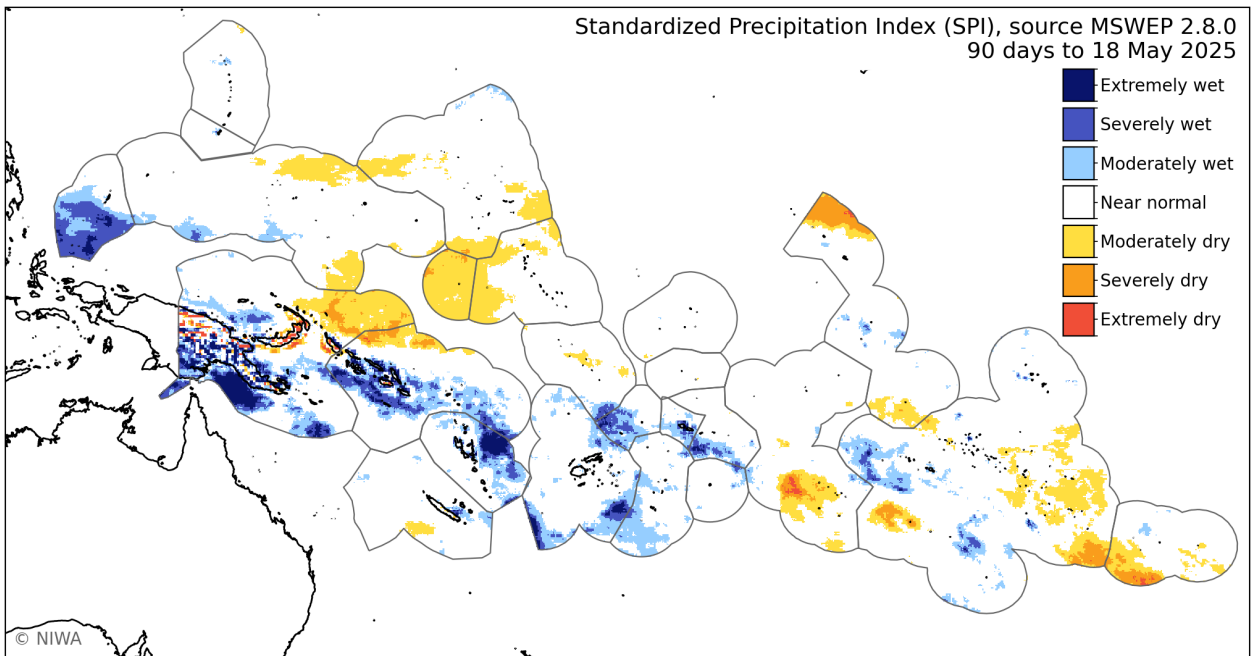 Standardized Precipitation Index (SPI), source MSWEP 2.8.0
90 days to 18 May 2025
Extremely wet
Severely wet
Moderately wet
Near normal
Moderately dry
Severely dry
Extremely dry
© NIWA